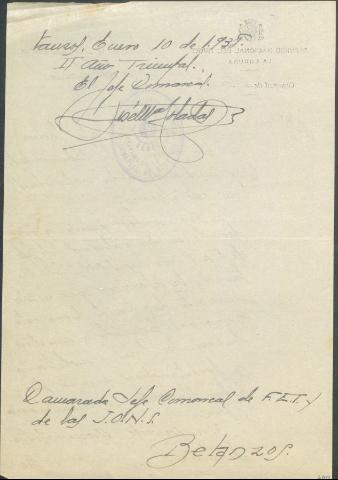 Enero 10 de 1938.
II Año Triunfal.
El Jefe Comarcal
Camarada Jefe Comarcal de F.E.T. y
de las J.O.N.S.
Betanzos.